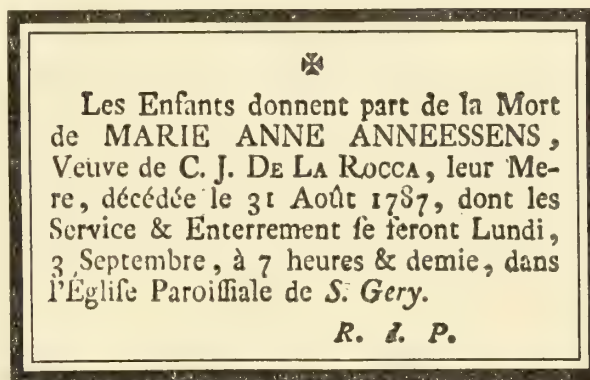 ✠
Les Enfants donnent part de la Mort
de MARIE ANNE ANNEESSENS,
Veuve de C. J. DE LA ROCCA, leur Me-
re, décédée le 31 Août 1787, dont les
Service & Enterrement se feront Lundi,
3 Septembre, à 7 heures & demie, dans
l'Égliſe Paroiſſiale de S. Gery.
R. I. P.